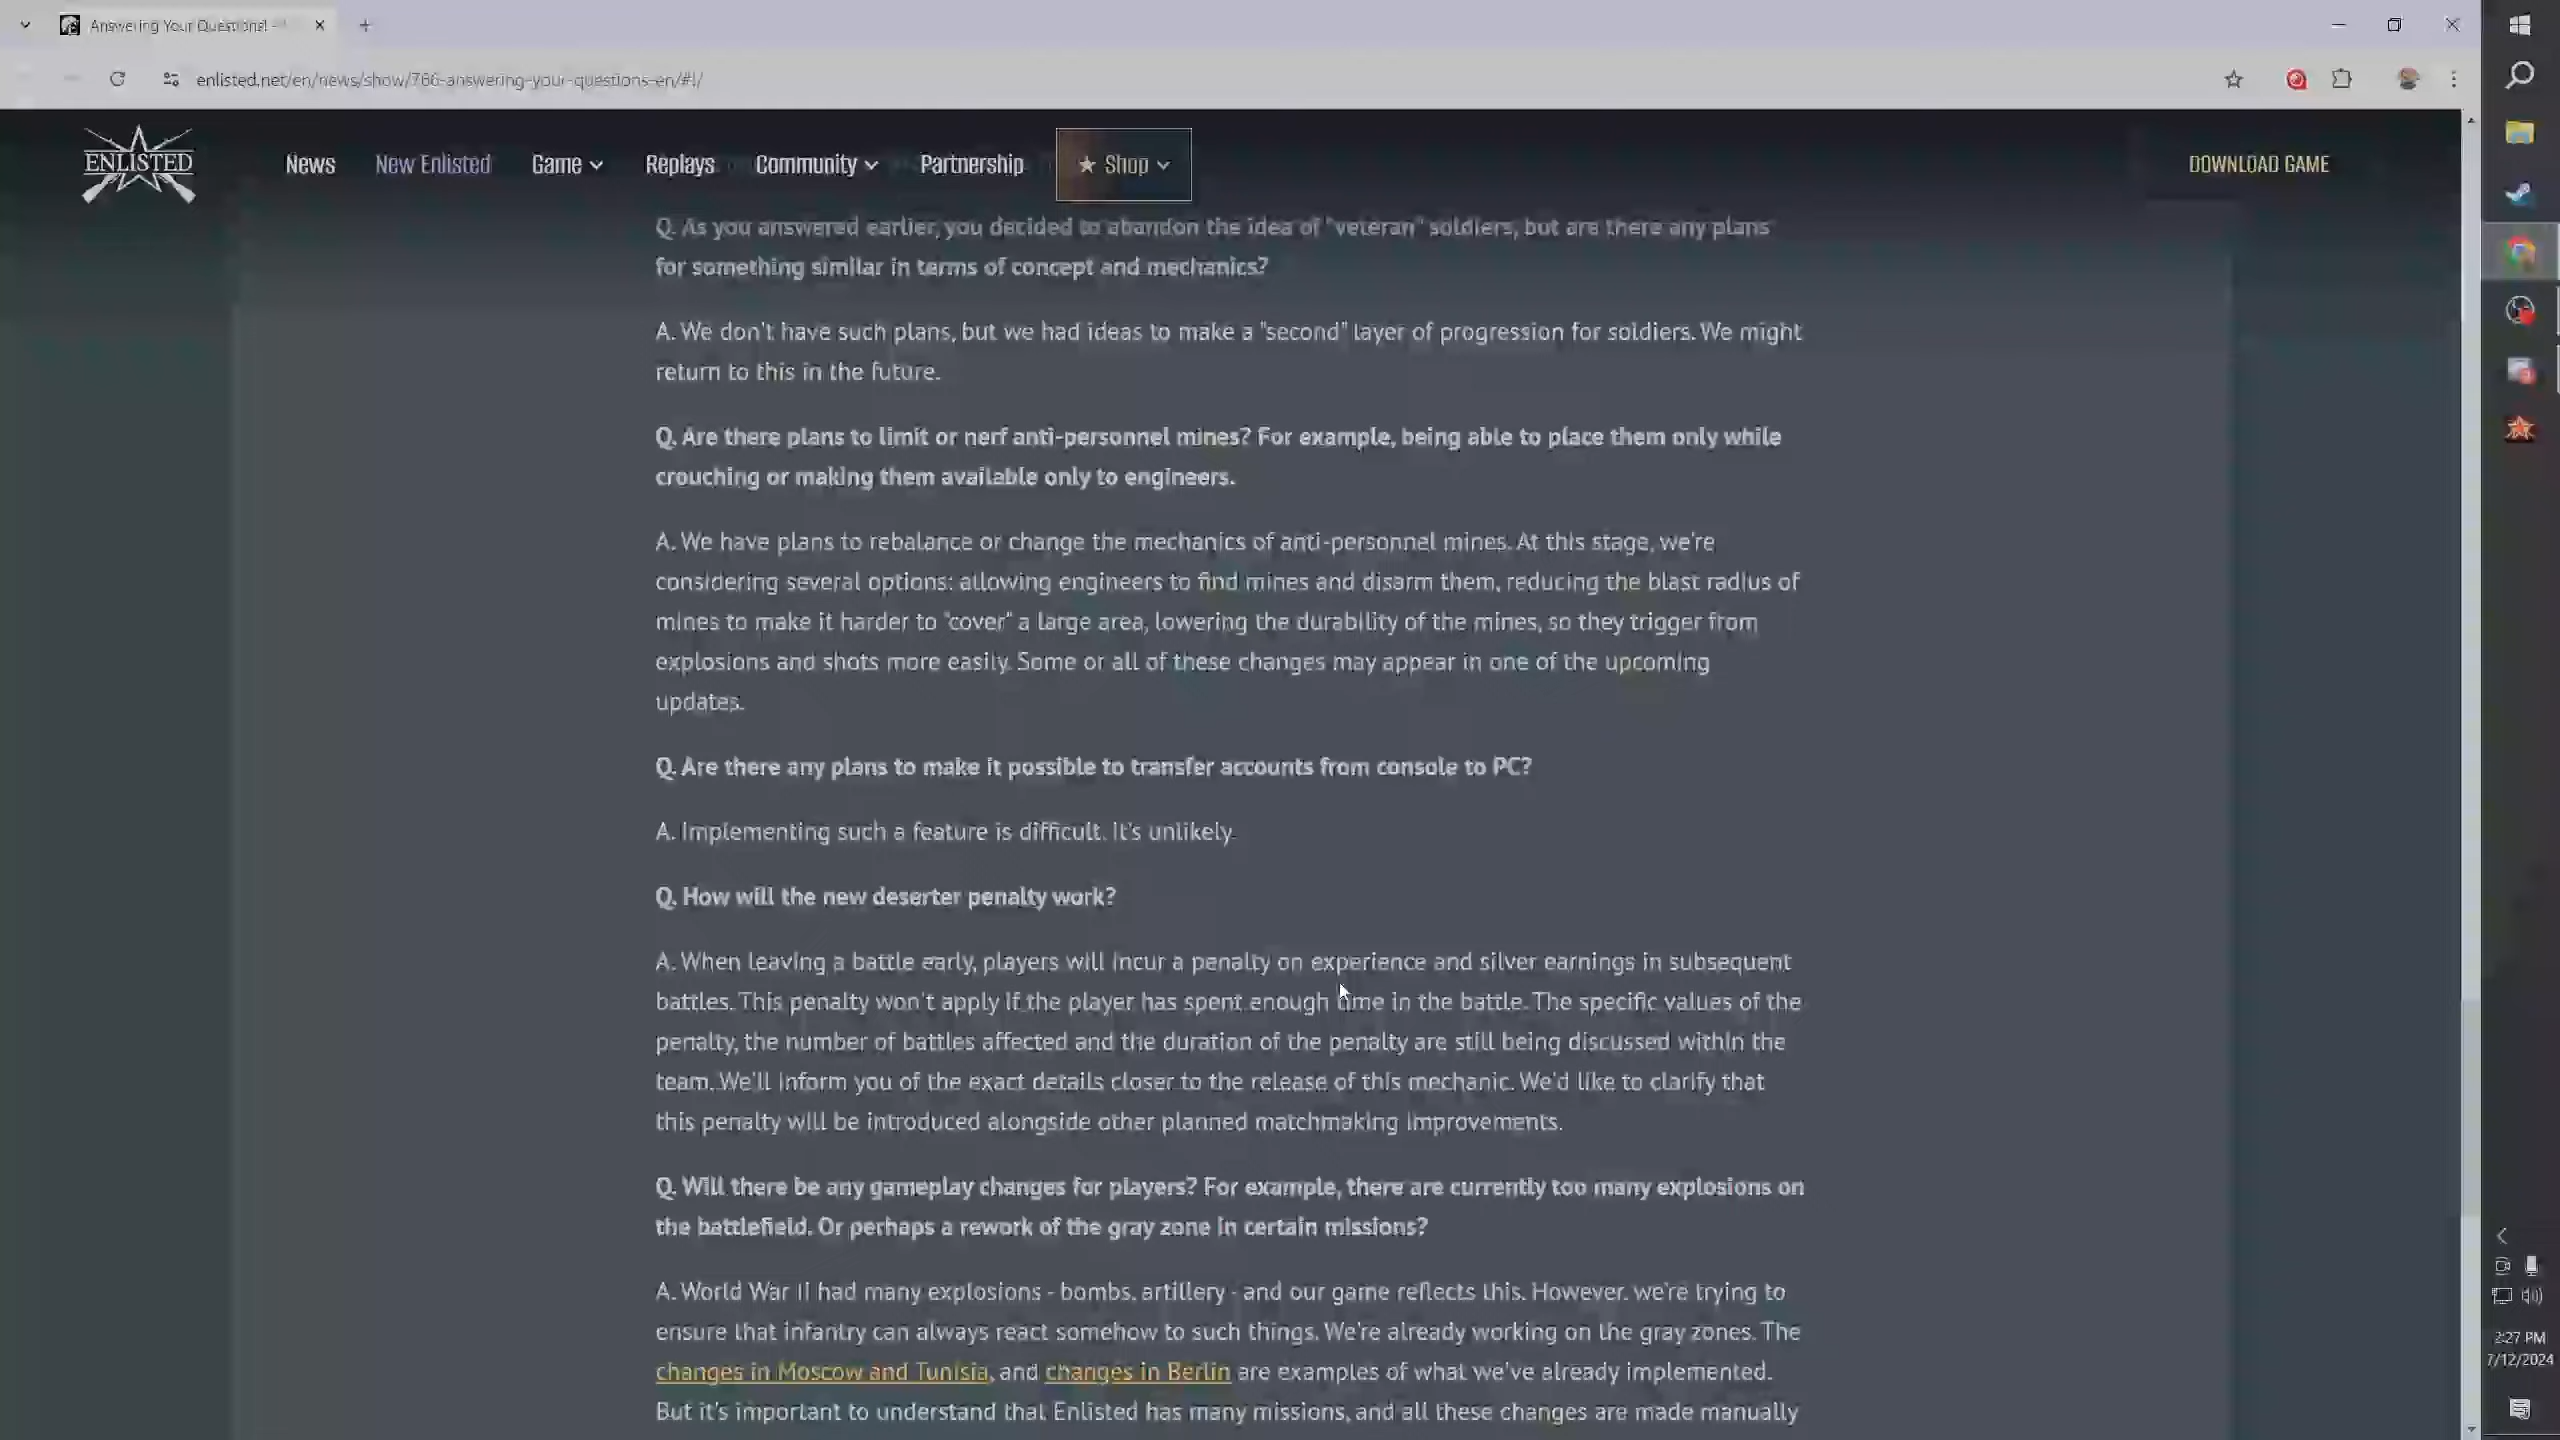 Answering Your Questions! -
enlisted.net/en/news/show/766-answering-your-questions-en/#!/
ENLISTED
News
New Enlisted
Game
Replays
Community
Partnership
★ Shop
DOWNLOAD GAME
Q. As you answered earlier, you decided to abandon the idea of "veteran" soldiers, but are there any plans
for something similar in terms of concept and mechanics?
A. We don't have such plans, but we had ideas to make a "second" layer of progression for soldiers. We might
return to this in the future.
Q. Are there plans to limit or nerf anti-personnel mines? For example, being able to place them only while
crouching or making them available only to engineers.
A. We have plans to rebalance or change the mechanics of anti-personnel mines. At this stage, we're
considering several options: allowing engineers to find mines and disarm them, reducing the blast radius of
mines to make it harder to "cover" a large area, lowering the durability of the mines, so they trigger from
explosions and shots more easily. Some or all of these changes may appear in one of the upcoming
updates.
Q. Are there any plans to make it possible to transfer accounts from console to PC?
A. Implementing such a feature is difficult. It's unlikely.
Q. How will the new deserter penalty work?
A. When leaving a battle early, players will incur a penalty on experience and silver earnings in subsequent
battles. This penalty won't apply if the player has spent enough time in the battle. The specific values of the
penalty, the number of battles affected and the duration of the penalty are still being discussed within the
team. We'll inform you of the exact details closer to the release of this mechanic. We'd like to clarify that
this penalty will be introduced alongside other planned matchmaking improvements.
Q. Will there be any gameplay changes for players? For example, there are currently too many explosions on
the battlefield. Or perhaps a rework of the gray zone in certain missions?
A. World War II had many explosions - bombs, artillery - and our game reflects this. However, we're trying to
ensure that infantry can always react somehow to such things. We're already working on the gray zones. The
changes in Moscow and Tunisia, and changes in Berlin are examples of what we've already implemented.
But it's important to understand that Enlisted has many missions, and all these changes are made manually
2:27 PM
7/12/2024